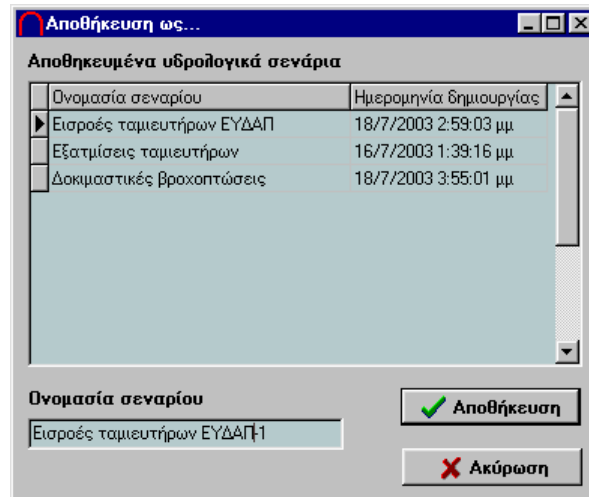 Αποθήκευση ως...
Αποθηκευμένα υδρολογικά σενάρια
Ονομασία σεναρίου Ημερομηνία δημιουργίας
Εισροές ταμιευτήρων ΕΥΔΑΠ 18/7/2003 2:59:03 μμ
Εξατμίσεις ταμιευτήρων 16/7/2003 1:39:16 μμ
Δοκιμαστικές βροχοπτώσεις 18/7/2003 3:55:01 μμ
Ονομασία σεναρίου
Εισροές ταμιευτήρων ΕΥΔΑΠ-1
Αποθήκευση
Ακύρωση